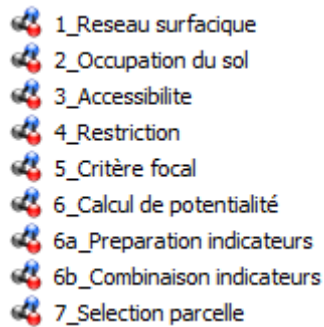 1_Reseau surfacique
2_Occupation du sol
3_Accessibilite
4_Restriction
5_Critère focal
6_Calcul de potentialité
6a_Preparation indicateurs
6b_Combinaison indicateurs
7_Selection parcelle